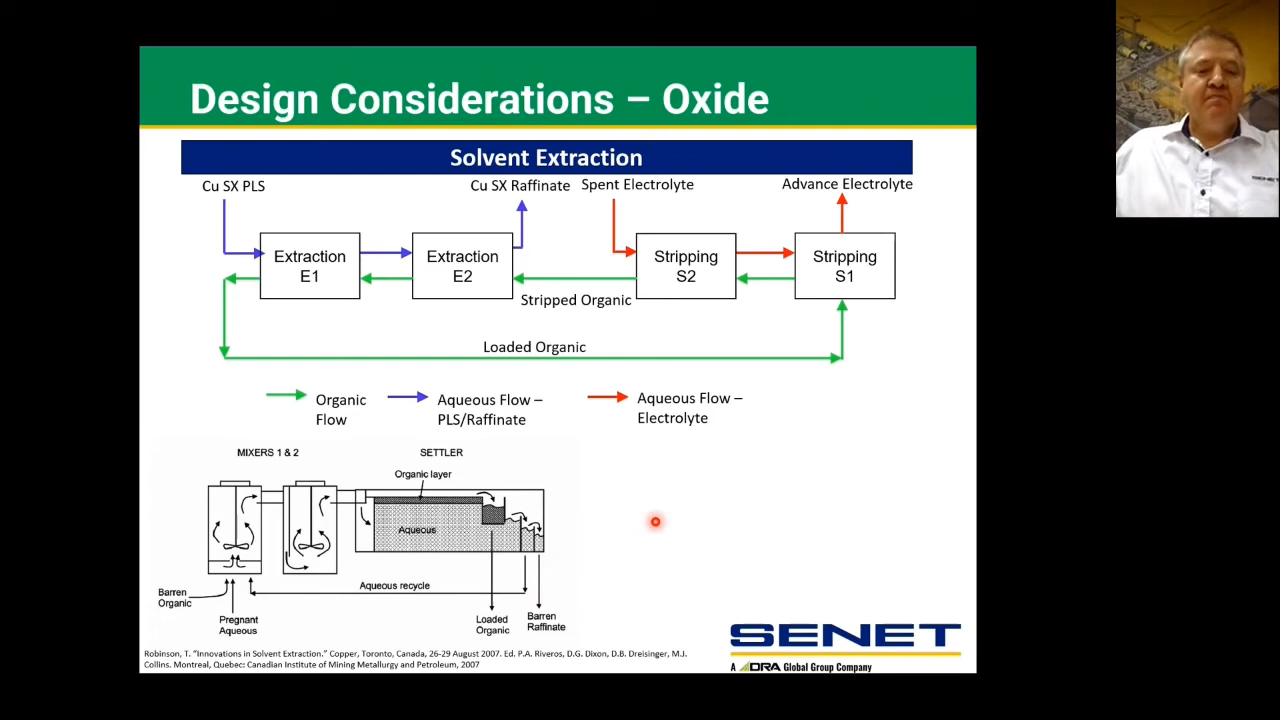 Design Considerations – Oxide
Solvent Extraction
Cu SX PLS
Cu SX Raffinate
Spent Electrolyte
Advance Electrolyte
Extraction
E1
Extraction
E2
Stripping
S2
Stripping
S1
Stripped Organic
Loaded Organic
Organic
Flow
Aqueous Flow –
PLS/Raffinate
Aqueous Flow –
Electrolyte
MIXERS 1 & 2
SETTLER
Organic layer
Aqueous
Aqueous recycle
Barren
Organic
Pregnant
Aqueous
Loaded
Organic
Barren
Raffinate
Robinson, T. “Innovations in Solvent Extraction.” Copper, Toronto, Canada, 26-29 August 2007. Ed. P.A. Riveros, D.G. Dixon, D.B. Dreisinger, M.J.
Collins. Montreal, Quebec: Canadian Institute of Mining Metallurgy and Petroleum, 2007
SENET
A DRA Global Group Company
SENET